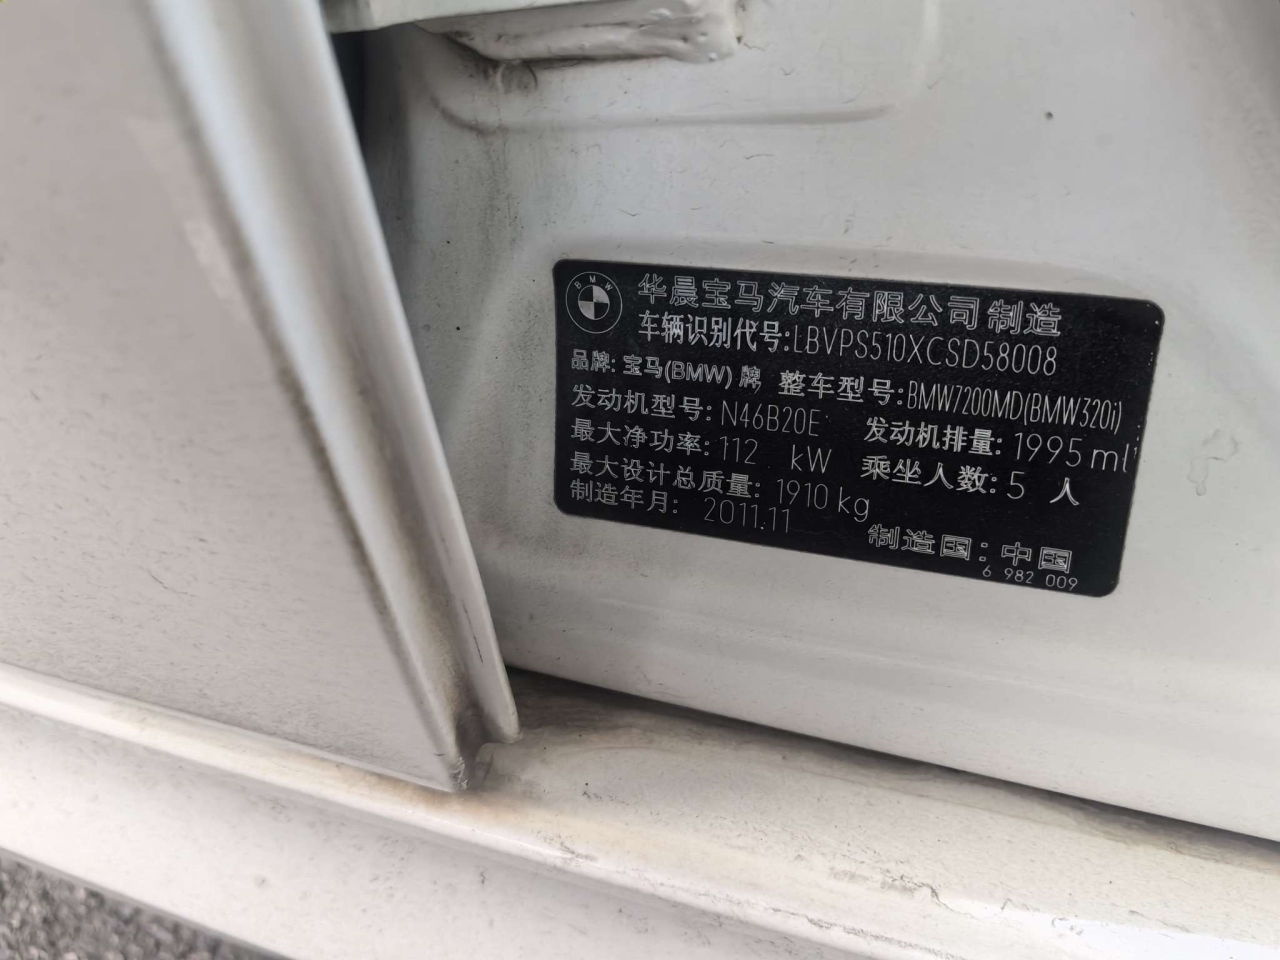 BMW
华晨宝马汽车有限公司制造
车辆识别代号:LBVPS510XCSD58008
品牌: 宝马(BMW) 牌 整车型号:BMW7200MD(BMW320i)
发动机型号: N46B20E 发动机排量: 1995 ml
最大净功率: 112 kW 乘坐人数: 5 人
最大设计总质量: 1910 kg
制造年月: 2011.11 制造国: 中国
6 982 009